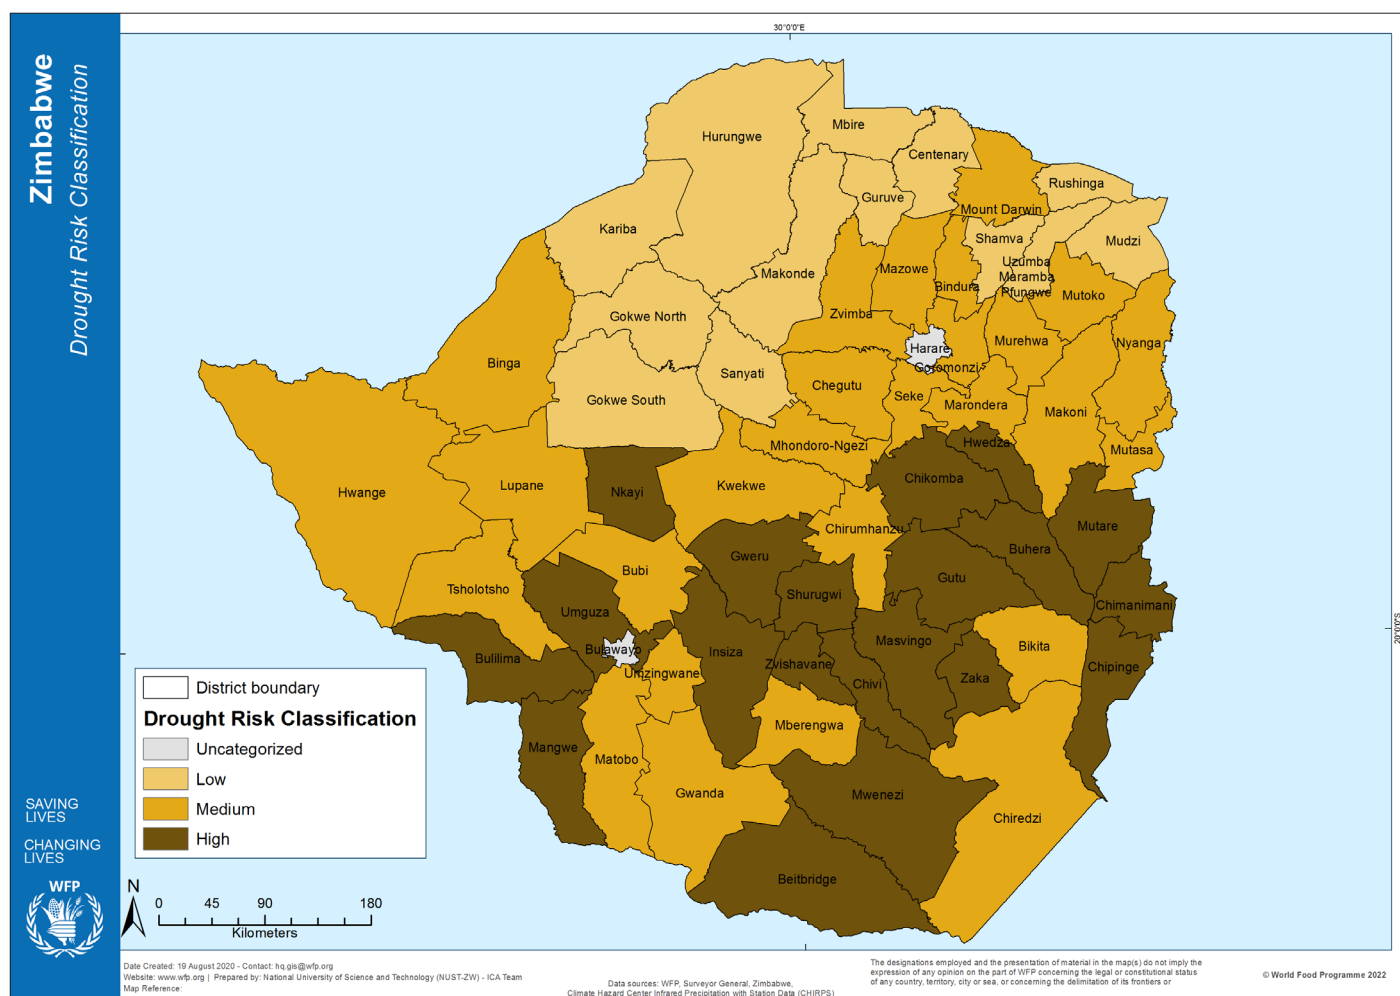 Zimbabwe
Drought Risk Classification
30°0'0"E
Hurungwe
Mbire
Centenary
Rushinga
Guruve
Mount Darwin
Kariba
Shamva
Mudzi
Uzumba
Maramba
Pfungwe
Makonde
Mazowe
Bindura
Mutoko
Gokwe North
Zvimba
Murehwa
Nyanga
Harare
Binga
Goromonzi
Sanyati
Chegutu
Seke
Marondera
Gokwe South
Makoni
Mhondoro-Ngezi
Hwedza
Mutasa
Chikomba
Hwange
Lupane
Nkayi
Kwekwe
Chirumhanzu
Mutare
Gweru
Buhera
Bubi
Gutu
Tsholotsho
Shurugwi
Chimanimani
Umguza
20°0'0"S
Masvingo
Bikita
Bulawayo
Bulilima
Insiza
Zvishavane
Chipinge
Umzingwane
Chivi
Zaka
Mberengwa
Mangwe
Matobo
Gwanda
Mwenezi
Chiredzi
Beitbridge
District boundary
Drought Risk Classification
Uncategorized
Low
Medium
High
SAVING
LIVES
CHANGING
LIVES
WFP
N
0 45 90 180
Kilometers
Date Created: 19 August 2020 - Contact: hq.gis@wfp.org
Website: www.wfp.org | Prepared by: National University of Science and Technology (NUST-ZW) - ICA Team
Map Reference:
Data sources: WFP, Surveyor General, Zimbabwe,
Climate Hazard Center Infrared Precipitation with Station Data (CHIRPS)
The designations employed and the presentation of material in the map(s) do not imply the
expression of any opinion on the part of WFP concerning the legal or constitutional status
of any country, territory, city or sea, or concerning the delimitation of its frontiers or
© World Food Programme 2022